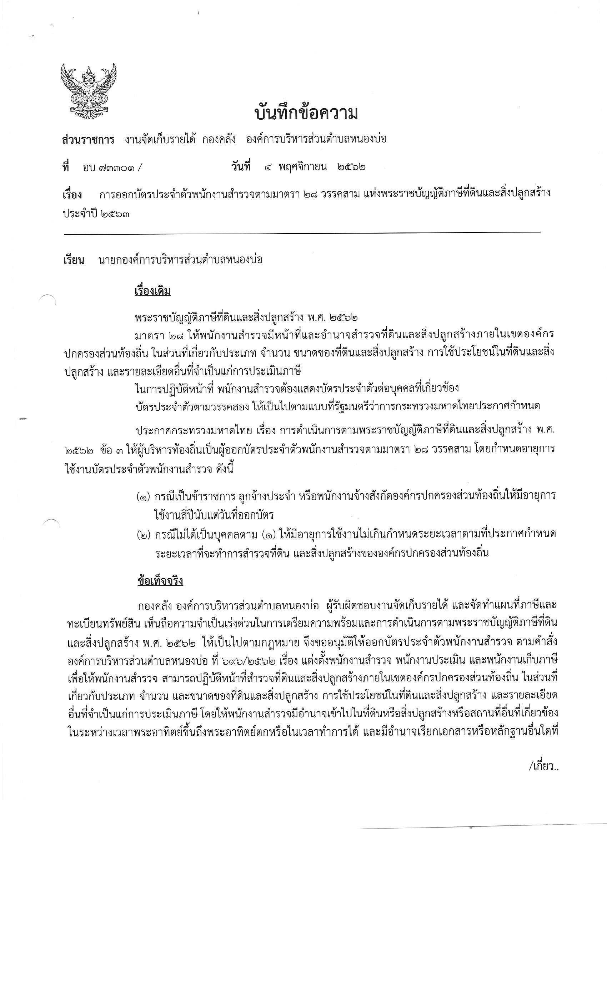 บันทึกข้อความ
ส่วนราชการ งานจัดเก็บรายได้ กองคลัง องค์การบริหารส่วนตำบลหนองบ่อ
ที่ อบ ๗๓๓๐๑ / วันที่ ๔ พฤศจิกายน ๒๕๖๒
เรื่อง การออกบัตรประจำตัวพนักงานสำรวจตามมาตรา ๒๘ วรรคสาม แห่งพระราชบัญญัติภาษีที่ดินและสิ่งปลูกสร้าง
ประจำปี ๒๕๖๓
เรียน นายกองค์การบริหารส่วนตำบลหนองบ่อ
เรื่องเดิม
พระราชบัญญัติภาษีที่ดินและสิ่งปลูกสร้าง พ.ศ. ๒๕๖๒
มาตรา ๒๘ ให้พนักงานสำรวจมีหน้าที่และอำนาจสำรวจที่ดินและสิ่งปลูกสร้างภายในเขตองค์กร
ปกครองส่วนท้องถิ่น ในส่วนที่เกี่ยวกับประเภท จำนวน ขนาดของที่ดินและสิ่งปลูกสร้าง การใช้ประโยชน์ในที่ดินและสิ่ง
ปลูกสร้าง และรายละเอียดอื่นที่จำเป็นแก่การประเมินภาษี
ในการปฏิบัติหน้าที่ พนักงานสำรวจต้องแสดงบัตรประจำตัวต่อบุคคลที่เกี่ยวข้อง
บัตรประจำตัวตามวรรคสอง ให้เป็นไปตามแบบที่รัฐมนตรีว่าการกระทรวงมหาดไทยประกาศกำหนด
ประกาศกระทรวงมหาดไทย เรื่อง การดำเนินการตามพระราชบัญญัติภาษีที่ดินและสิ่งปลูกสร้าง พ.ศ.
๒๕๖๒ ข้อ ๓ ให้ผู้บริหารท้องถิ่นเป็นผู้ออกบัตรประจำตัวพนักงานสำรวจตามมาตรา ๒๘ วรรคสาม โดยกำหนดอายุการ
ใช้งานบัตรประจำตัวพนักงานสำรวจ ดังนี้
(๑) กรณีเป็นข้าราชการ ลูกจ้างประจำ หรือพนักงานจ้างสังกัดองค์กรปกครองส่วนท้องถิ่นให้มีอายุการ
ใช้งานสี่ปีนับแต่วันที่ออกบัตร
(๒) กรณีไม่ได้เป็นบุคคลตาม (๑) ให้มีอายุการใช้งานไม่เกินกำหนดระยะเวลาตามที่ประกาศกำหนด
ระยะเวลาที่จะทำการสำรวจที่ดิน และสิ่งปลูกสร้างขององค์กรปกครองส่วนท้องถิ่น
ข้อเท็จจริง
กองคลัง องค์การบริหารส่วนตำบลหนองบ่อ ผู้รับผิดชอบงานจัดเก็บรายได้ และจัดทำแผนที่ภาษีและ
ทะเบียนทรัพย์สิน เห็นถือความจำเป็นเร่งด่วนในการเตรียมความพร้อมและการดำเนินการตามพระราชบัญญัติภาษีที่ดิน
และสิ่งปลูกสร้าง พ.ศ. ๒๕๖๒ ให้เป็นไปตามกฎหมาย จึงขออนุมัติให้ออกบัตรประจำตัวพนักงานสำรวจ ตามคำสั่ง
องค์การบริหารส่วนตำบลหนองบ่อ ที่ ๖๙๖/๒๕๖๒ เรื่อง แต่งตั้งพนักงานสำรวจ พนักงานประเมิน และพนักงานเก็บภาษี
เพื่อให้พนักงานสำรวจ สามารถปฏิบัติหน้าที่สำรวจที่ดินและสิ่งปลูกสร้างภายในเขตองค์กรปกครองส่วนท้องถิ่น ในส่วนที่
เกี่ยวกับประเภท จำนวน และขนาดของที่ดินและสิ่งปลูกสร้าง การใช้ประโยชน์ในที่ดินและสิ่งปลูกสร้าง และรายละเอียด
อื่นที่จำเป็นแก่การประเมินภาษี โดยให้พนักงานสำรวจมีอำนาจเข้าไปในที่ดินหรือสิ่งปลูกสร้างหรือสถานที่อื่นที่เกี่ยวข้อง
ในระหว่างเวลาพระอาทิตย์ขึ้นถึงพระอาทิตย์ตกหรือในเวลาทำการได้ และมีอำนาจเรียกเอกสารหรือหลักฐานอื่นใดที่
/เกี่ยว..